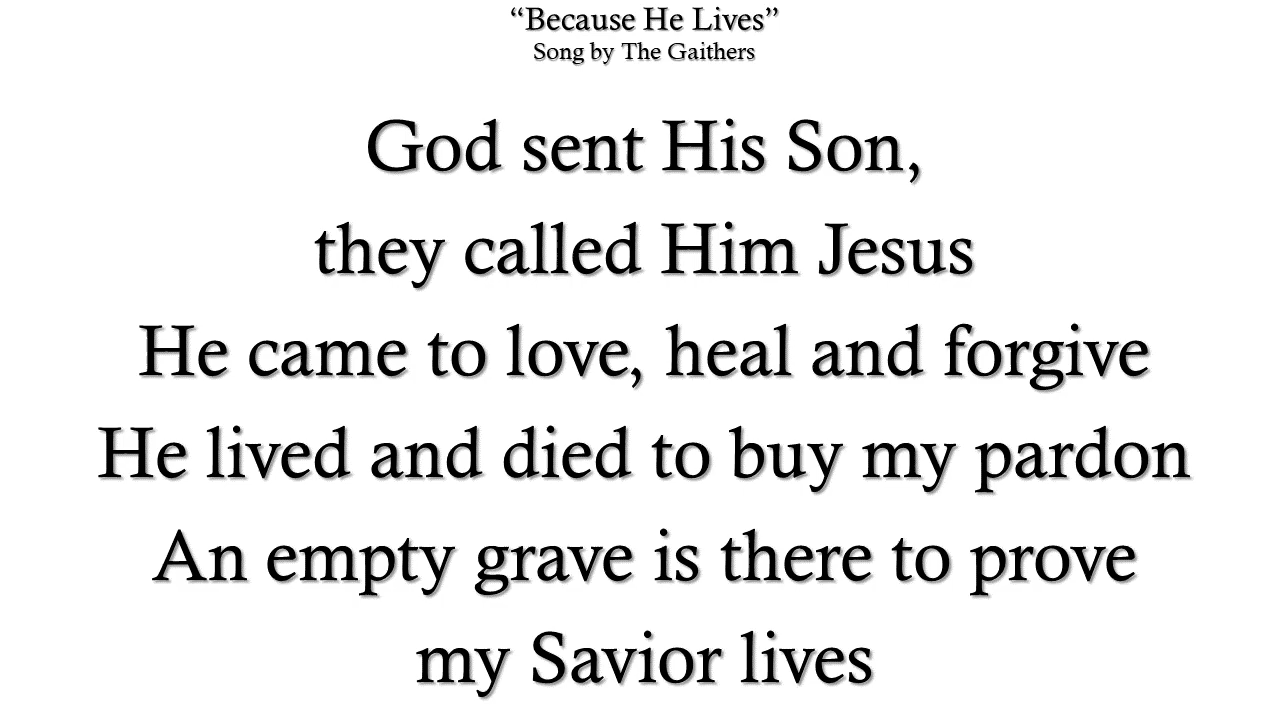 “Because He Lives”
Song by The Gaithers
God sent His Son,
they called Him Jesus
He came to love, heal and forgive
He lived and died to buy my pardon
An empty grave is there to prove
my Savior lives